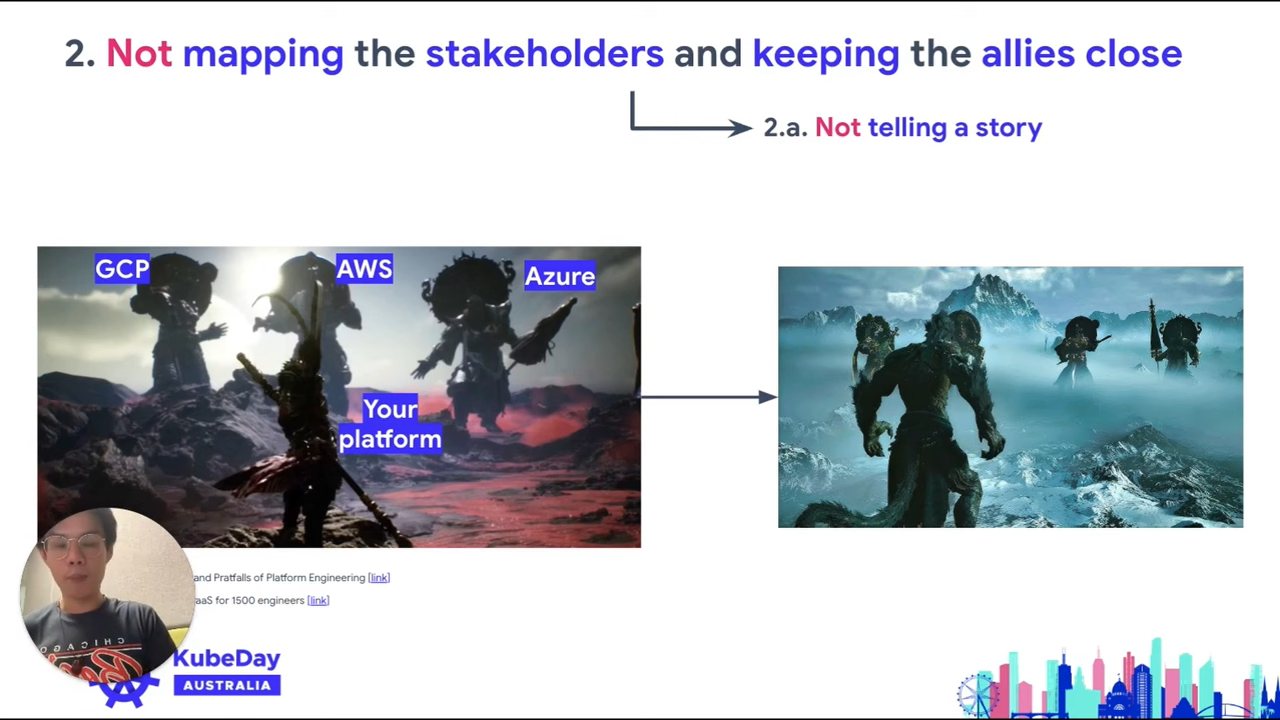 2. Not mapping the stakeholders and keeping the allies close
2.a. Not telling a story
GCP
AWS
Azure
Your
platform
and Pratfalls of Platform Engineering [link]
aaS for 1500 engineers [link]
CHICAGO
KubeDay
AUSTRALIA